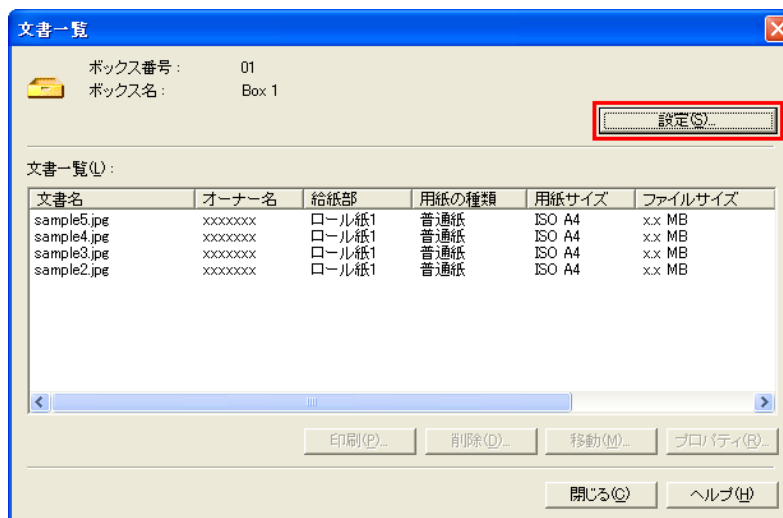 文書一覧
ボックス番号： 01
ボックス名： Box 1
設定(S)...
文書一覧(L)：
文書名 オーナー名 給紙部 用紙の種類 用紙サイズ ファイルサイズ
sample5.jpg xxxxxxx ロール紙1 普通紙 ISO A4 x.x MB
sample4.jpg xxxxxxx ロール紙1 普通紙 ISO A4 x.x MB
sample3.jpg xxxxxxx ロール紙1 普通紙 ISO A4 x.x MB
sample2.jpg xxxxxxx ロール紙1 普通紙 ISO A4 x.x MB
印刷(P)... 削除(D)... 移動(M)... プロパティ(R)...
閉じる(C) ヘルプ(H)